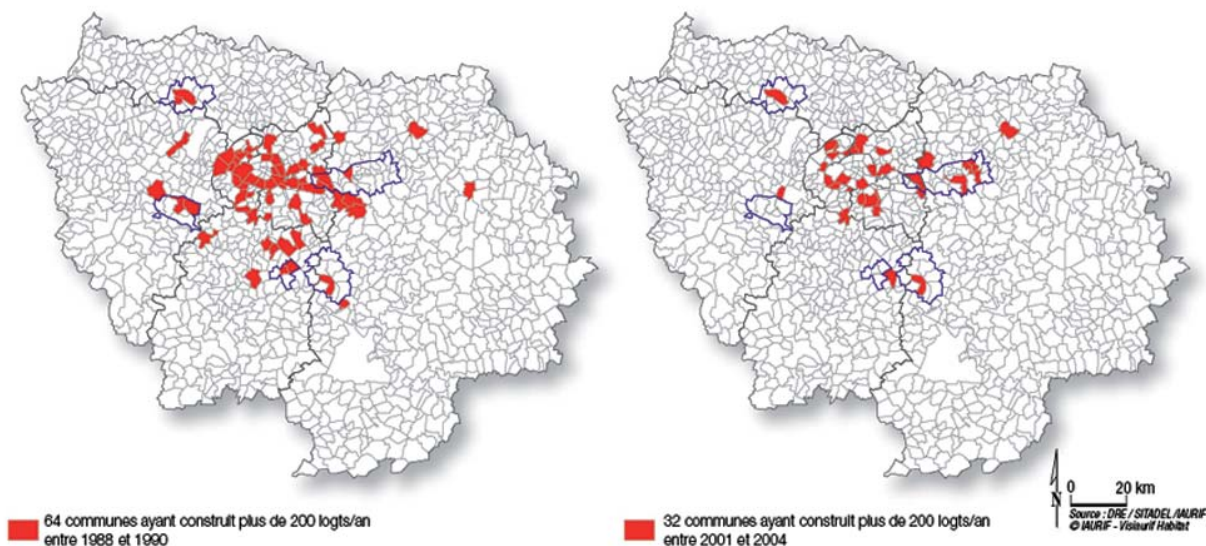 64 communes ayant construit plus de 200 logts/an
entre 1988 et 1990
32 communes ayant construit plus de 200 logts/an
entre 2001 et 2004
N
0 20 km
Source : DRE / SITADEL /IAURIF
© IAURIF - Visiaurif Habitat